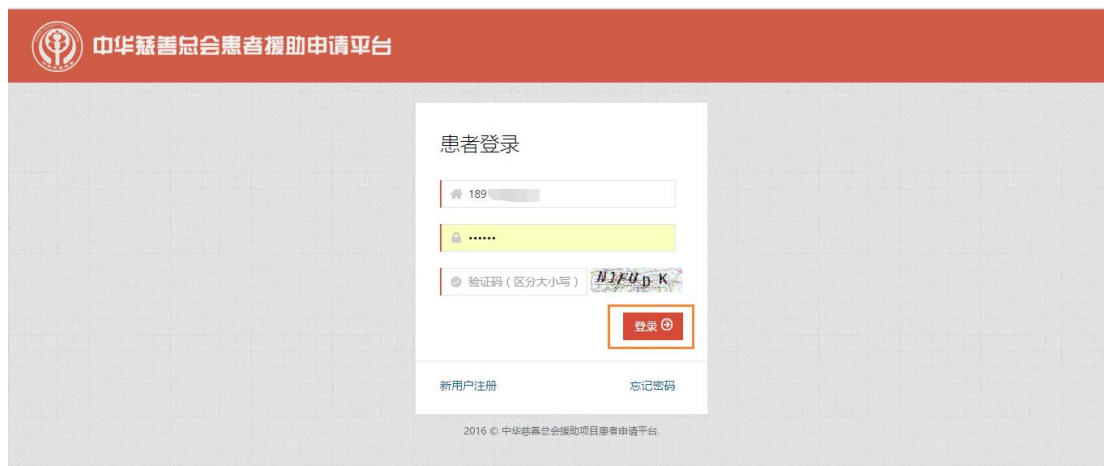 中华慈善总会患者援助申请平台
患者登录
189
••••••
验证码（区分大小写）
登录
新用户注册 忘记密码
2016 © 中华慈善总会援助项目患者申请平台.